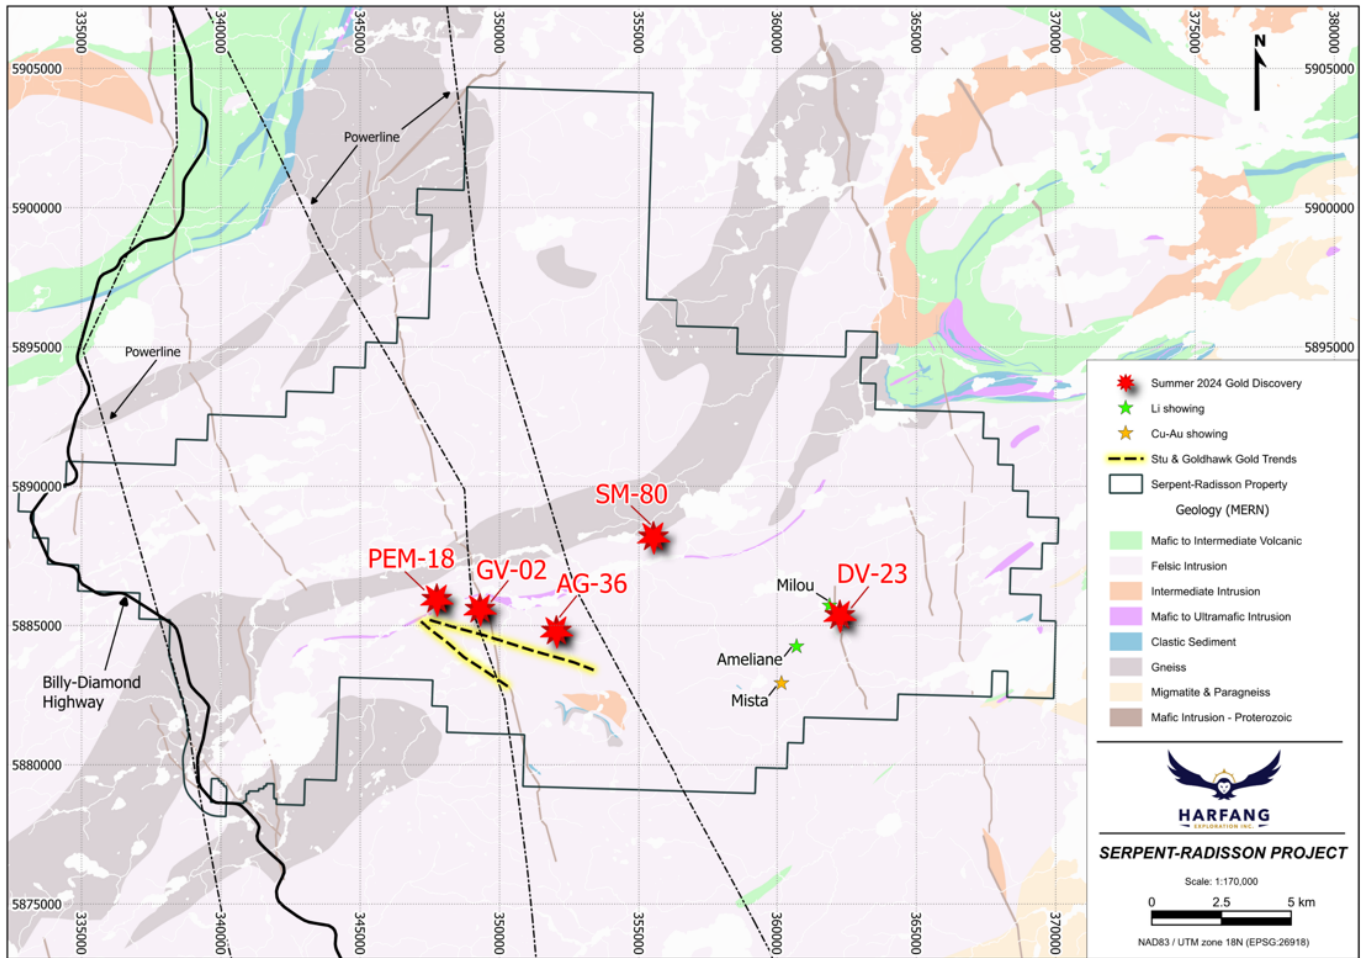 335000
340000
345000
350000
355000
360000
365000
370000
375000
380000
5905000
5905000
N
Powerline
5900000
5900000
5895000
5895000
Powerline
Summer 2024 Gold Discovery
Li showing
Cu-Au showing
Stu & Goldhawk Gold Trends
Serpent-Radisson Property
Geology (MERN)
Mafic to Intermediate Volcanic
Felsic Intrusion
Intermediate Intrusion
Mafic to Ultramafic Intrusion
Clastic Sediment
Gneiss
Migmatite & Paragneiss
Mafic Intrusion - Proterozoic
5890000
SM-80
PEM-18
GV-02
AG-36
Milou
DV-23
5885000
Ameliane
Mista
Billy-Diamond
Highway
5880000
HARFANG
EXPLORATION INC.
SERPENT-RADISSON PROJECT
Scale: 1:170,000
0 2.5 5 km
NAD83 / UTM zone 18N (EPSG:26918)
5875000
335000
340000
345000
350000
355000
360000
365000
370000